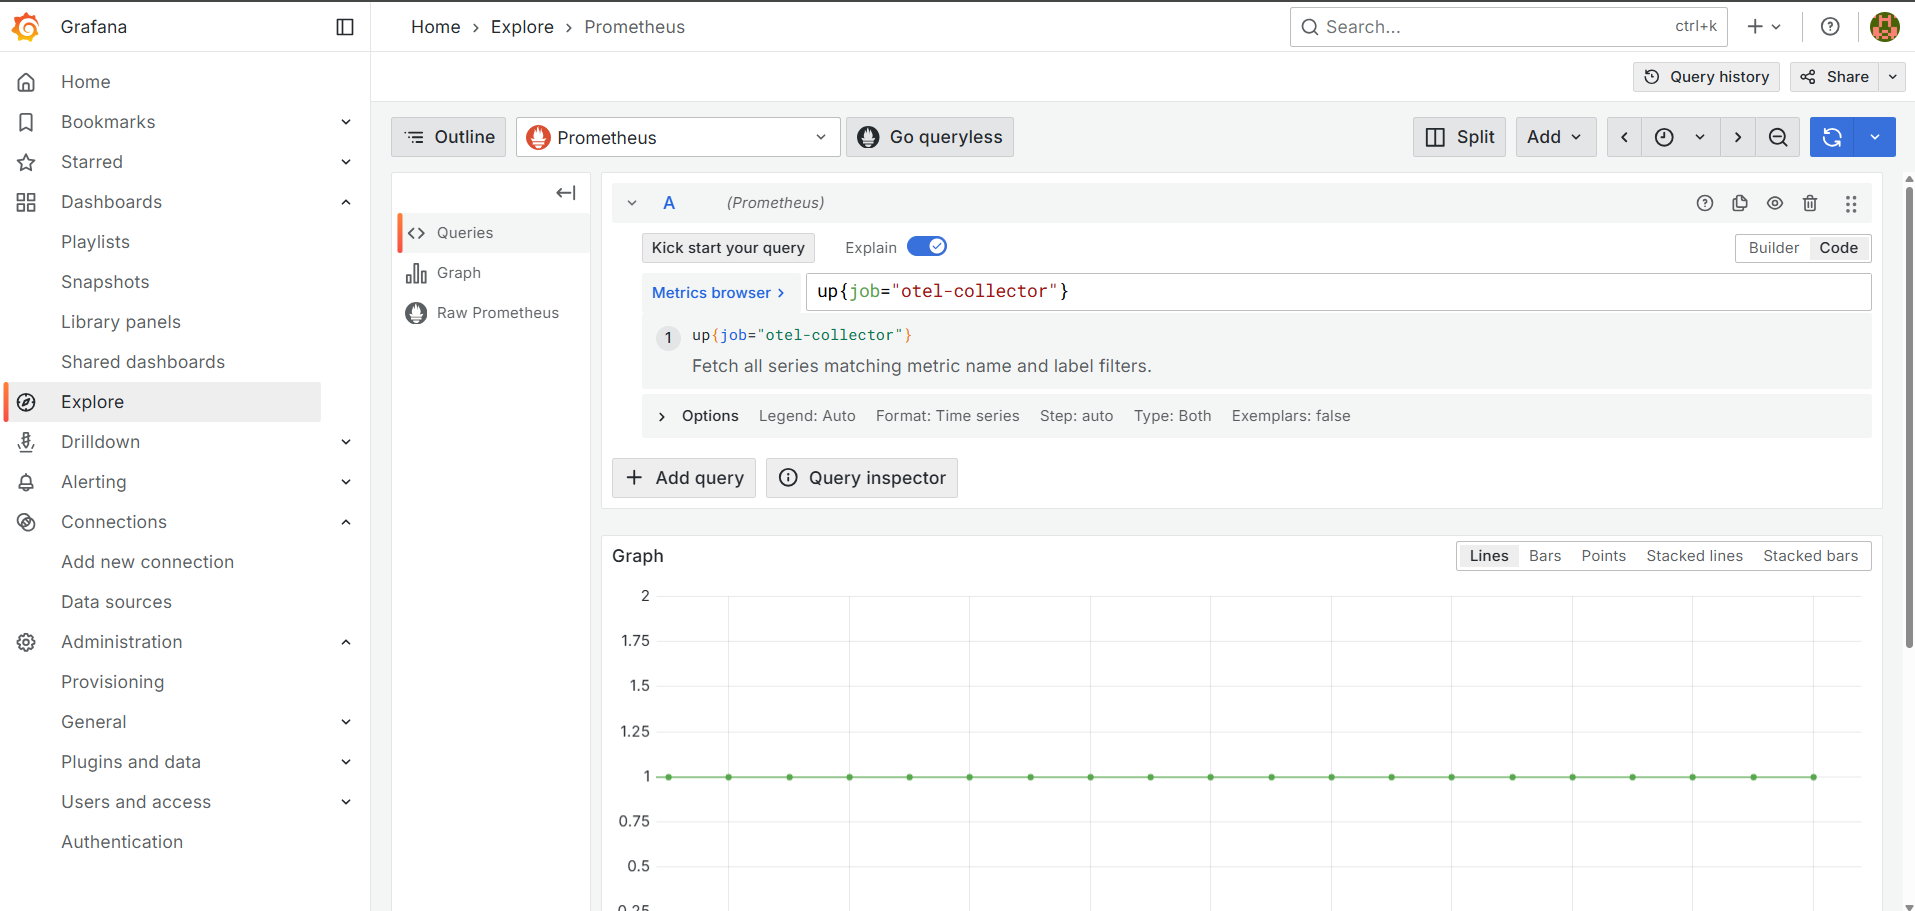 Grafana
Home › Explore › Prometheus
Search... ctrl+k
Query history
Share
Home
Bookmarks
Starred
Dashboards
Playlists
Snapshots
Library panels
Shared dashboards
Explore
Drilldown
Alerting
Connections
Add new connection
Data sources
Administration
Provisioning
General
Plugins and data
Users and access
Authentication
Outline
Prometheus
Go queryless
Split
Add
Queries
Graph
Raw Prometheus
A (Prometheus)
Kick start your query
Explain
Builder Code
Metrics browser ›
up{job="otel-collector"}
1 up{job="otel-collector"}
Fetch all series matching metric name and label filters.
Options Legend: Auto Format: Time series Step: auto Type: Both Exemplars: false
+ Add query
Query inspector
Graph
Lines Bars Points Stacked lines Stacked bars
2
1.75
1.5
1.25
1
0.75
0.5
0.25